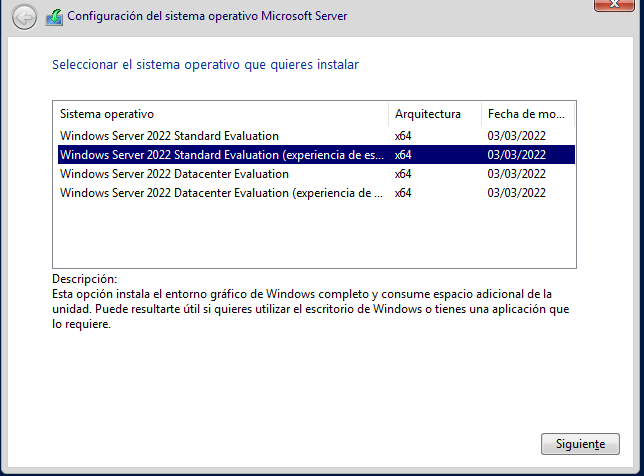 Configuración del sistema operativo Microsoft Server
Seleccionar el sistema operativo que quieres instalar
Sistema operativo Arquitectura Fecha de mo...
Windows Server 2022 Standard Evaluation x64 03/03/2022
Windows Server 2022 Standard Evaluation (experiencia de es... x64 03/03/2022
Windows Server 2022 Datacenter Evaluation x64 03/03/2022
Windows Server 2022 Datacenter Evaluation (experiencia de ... x64 03/03/2022
Descripción:
Esta opción instala el entorno gráfico de Windows completo y consume espacio adicional de la
unidad. Puede resultarte útil si quieres utilizar el escritorio de Windows o tienes una aplicación que
lo requiere.
Siguiente